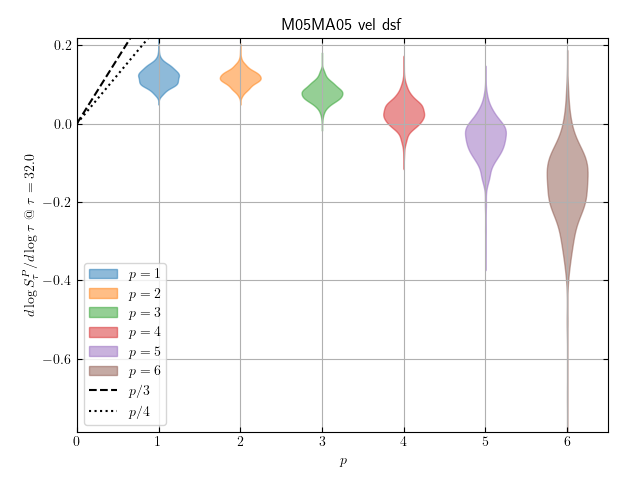 M05MA05 vel dsf
d log S_τ^P / d log τ @ τ = 32.0
0.2
0.0
−0.2
−0.4
−0.6
p = 1
p = 2
p = 3
p = 4
p = 5
p = 6
p/3
p/4
0 1 2 3 4 5 6
p